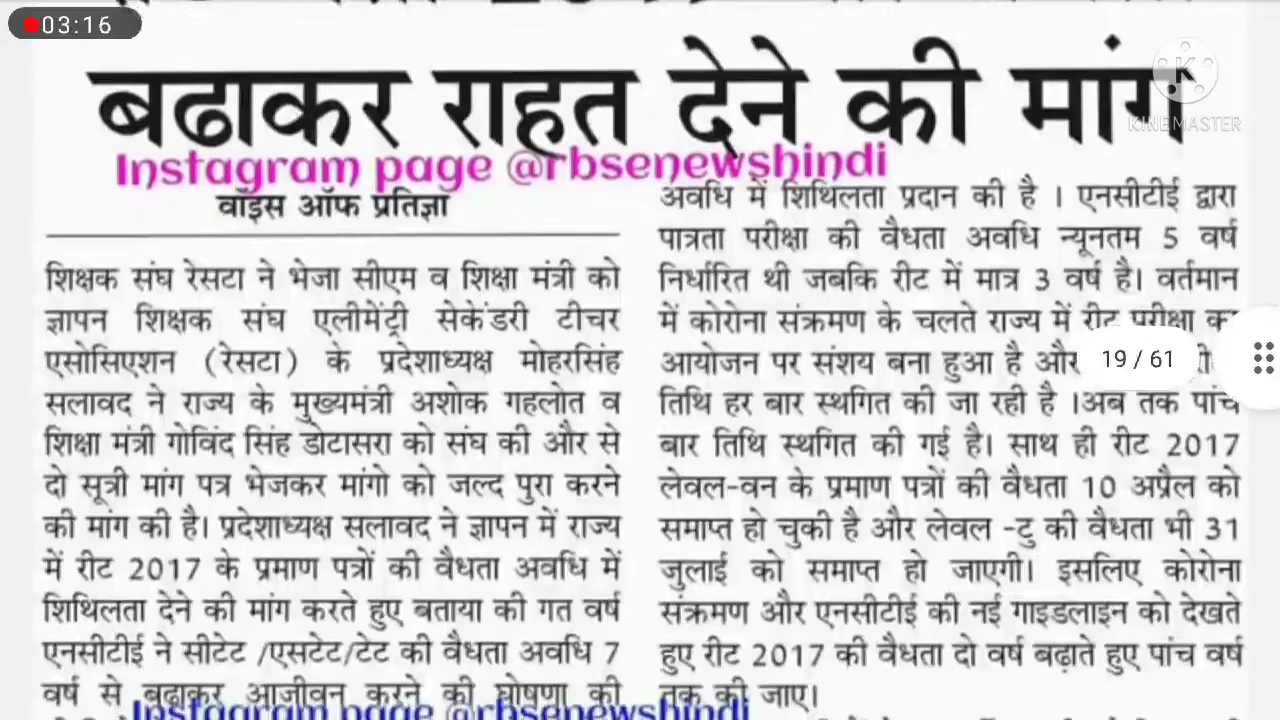 03:16
बढाकर राहत देने की मांग
KINEMASTER
Instagram page @rbsenewshindi
वॉइस ऑफ प्रतिज्ञा
शिक्षक संघ रेसटा ने भेजा सीएम व शिक्षा मंत्री को
ज्ञापन शिक्षक संघ एलीमेंट्री सेकेंडरी टीचर
एसोसिएशन (रेसटा) के प्रदेशाध्यक्ष मोहरसिंह
सलावद ने राज्य के मुख्यमंत्री अशोक गहलोत व
शिक्षा मंत्री गोविंद सिंह डोटासरा को संघ की और से
दो सूत्री मांग पत्र भेजकर मांगो को जल्द पुरा करने
की मांग की है। प्रदेशाध्यक्ष सलावद ने ज्ञापन में राज्य
में रीट 2017 के प्रमाण पत्रों की वैधता अवधि में
शिथिलता देने की मांग करते हुए बताया की गत वर्ष
एनसीटीई ने सीटेट /एसटेट/टेट की वैधता अवधि 7
वर्ष से बढाकर आजीवन करने की घोषणा की
Instagram page @rbsenewshindi
अवधि में शिथिलता प्रदान की है । एनसीटीई द्वारा
पात्रता परीक्षा की वैधता अवधि न्यूनतम 5 वर्ष
निर्धारित थी जबकि रीट में मात्र 3 वर्ष है। वर्तमान
में कोरोना संक्रमण के चलते राज्य में रीट परीक्षा का
आयोजन पर संशय बना हुआ है और
19 / 61
तिथि हर बार स्थगित की जा रही है ।अब तक पांच
बार तिथि स्थगित की गई है। साथ ही रीट 2017
लेवल-वन के प्रमाण पत्रों की वैधता 10 अप्रैल को
समाप्त हो चुकी है और लेवल -टु की वैधता भी 31
जुलाई को समाप्त हो जाएगी। इसलिए कोरोना
संक्रमण और एनसीटीई की नई गाइडलाइन को देखते
हुए रीट 2017 की वैधता दो वर्ष बढ़ाते हुए पांच वर्ष
तक की जाए।